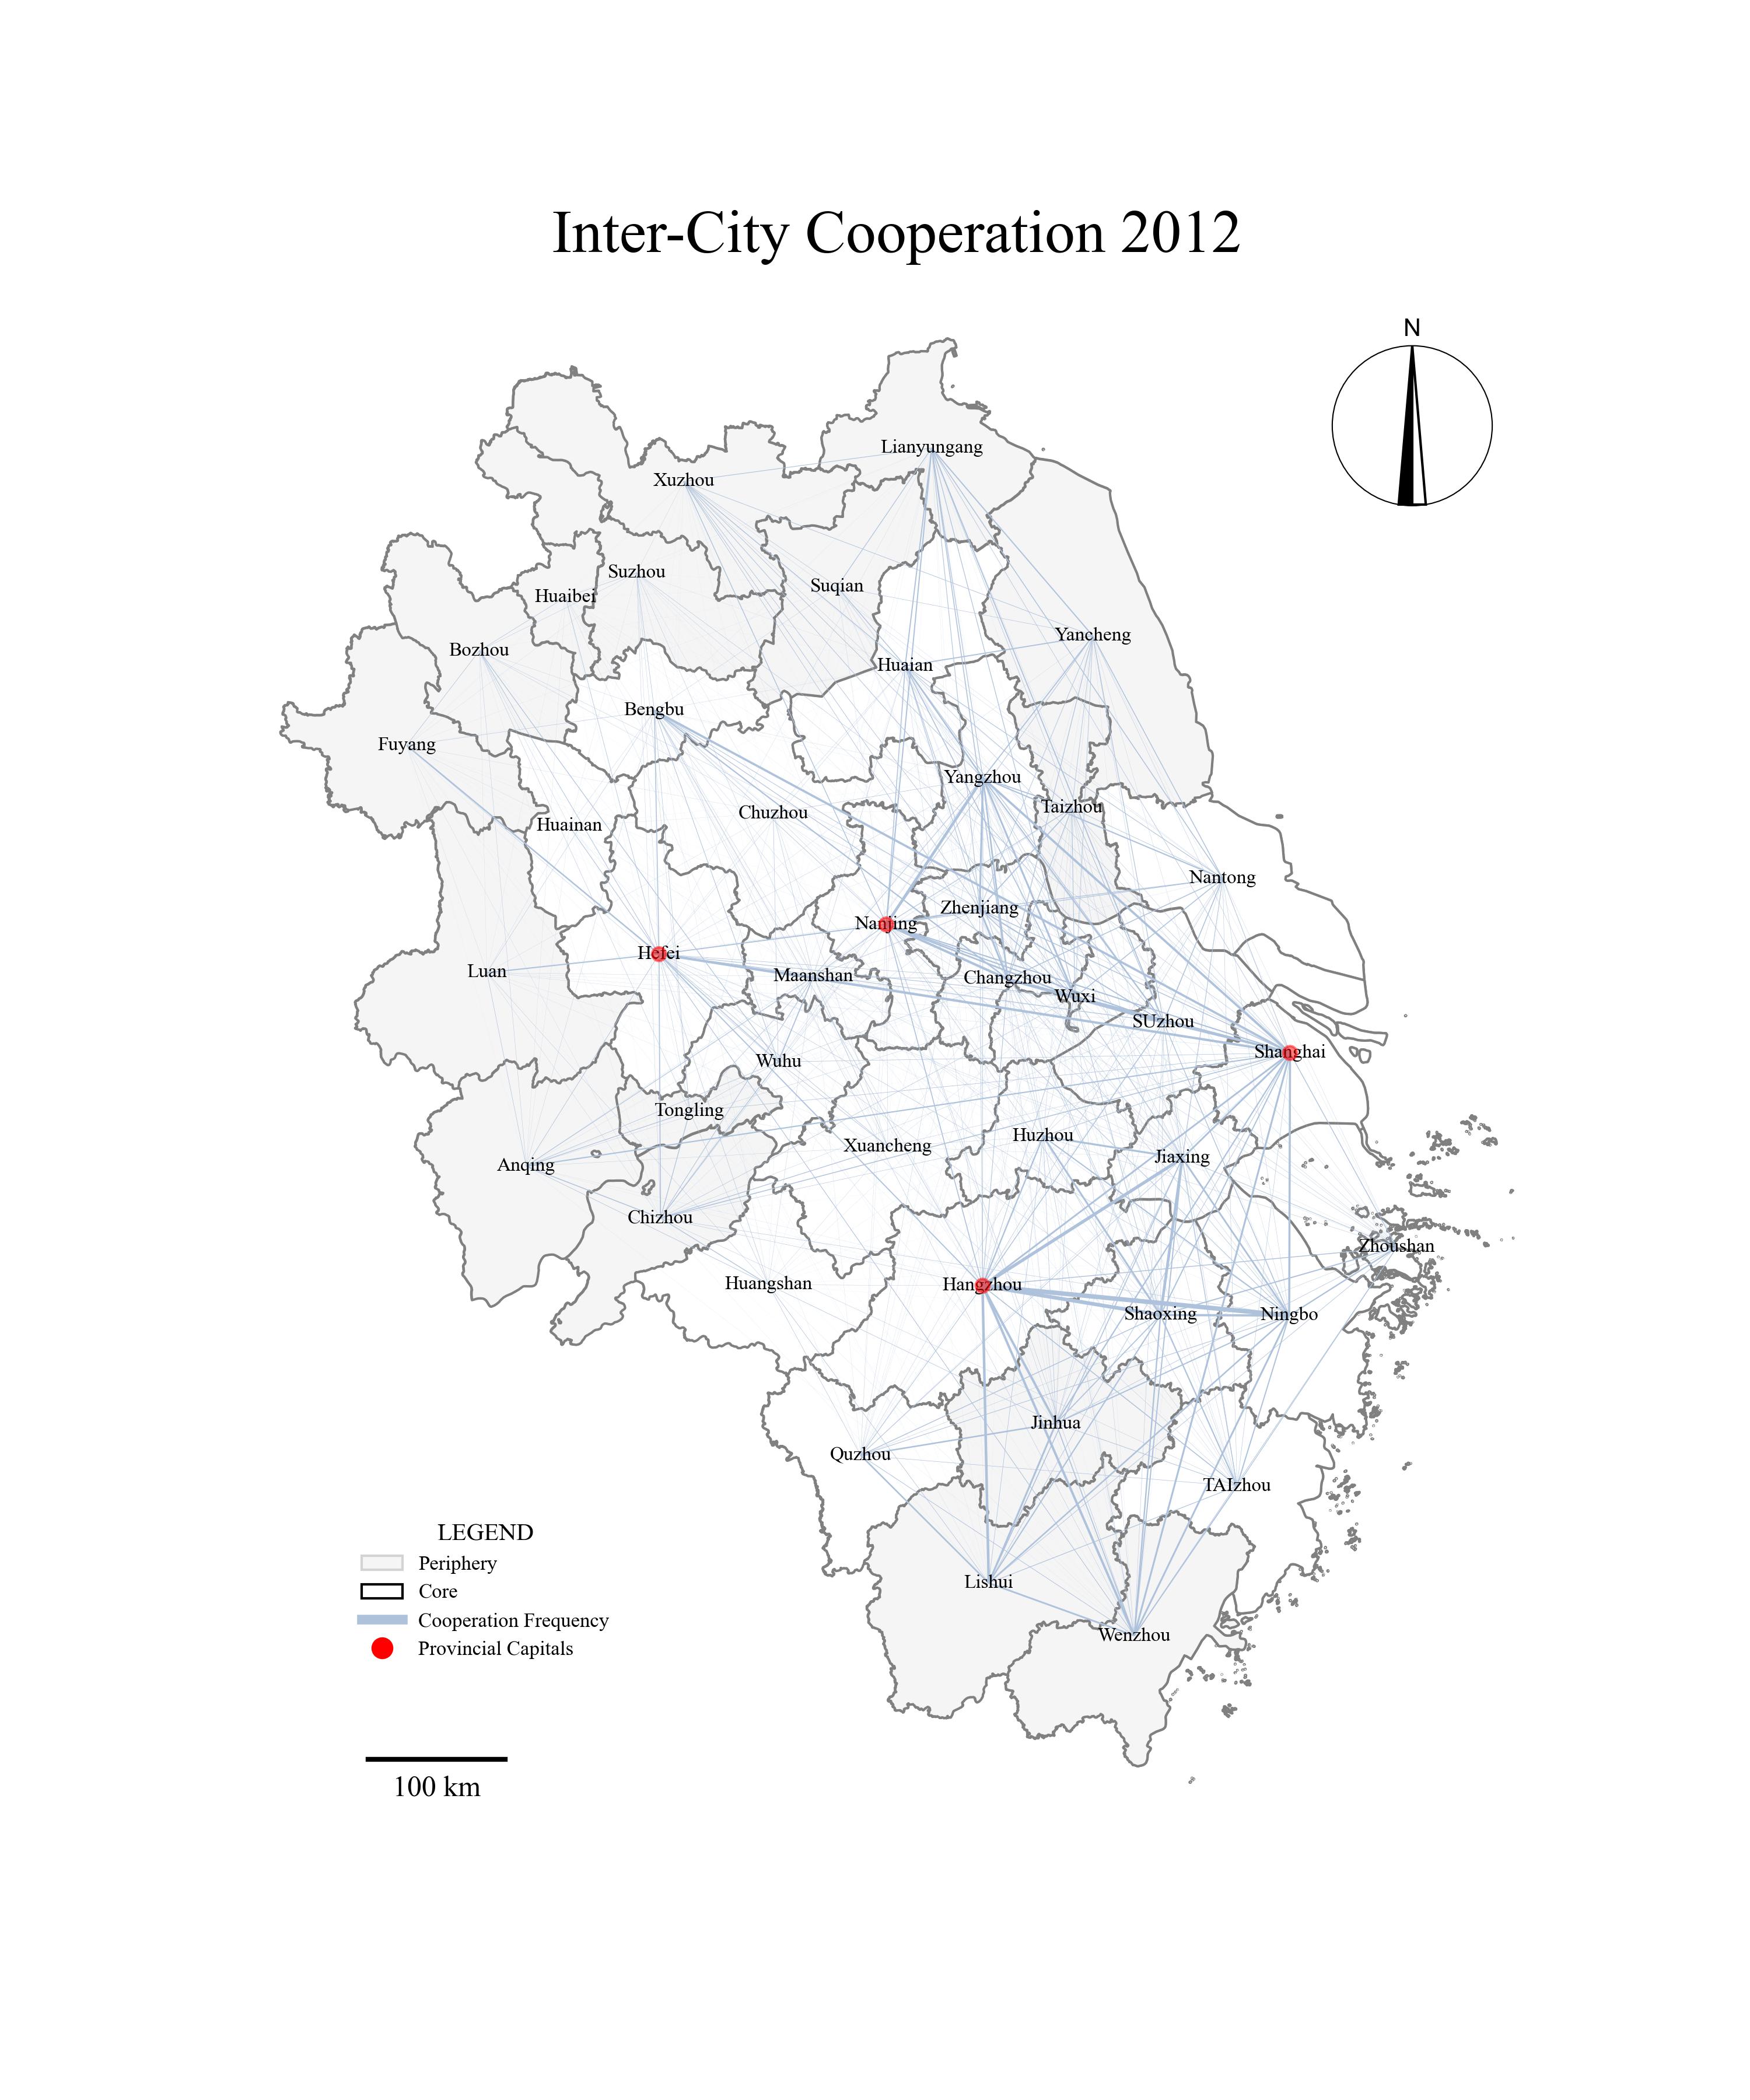 Inter-City Cooperation 2012
N
Lianyungang
Xuzhou
Suzhou
Suqian
Huaibei
Yancheng
Bozhou
Huaian
Bengbu
Fuyang
Yangzhou
Taizhou
Chuzhou
Huainan
Nantong
Zhenjiang
Nanjing
Hefei
Luan
Maanshan
Changzhou
Wuxi
SUzhou
Shanghai
Wuhu
Tongling
Huzhou
Xuancheng
Jiaxing
Anqing
Chizhou
Zhoushan
Huangshan
Hangzhou
Shaoxing
Ningbo
Jinhua
Quzhou
TAIzhou
Lishui
Wenzhou
LEGEND
Periphery
Core
Cooperation Frequency
Provincial Capitals
100 km